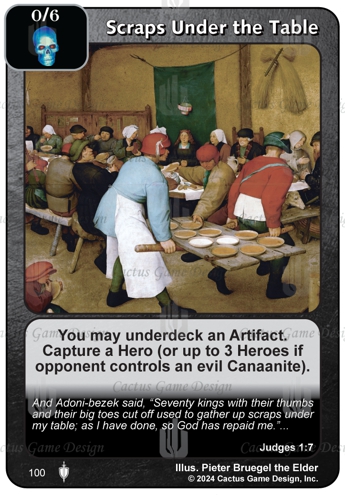 0/6
Scraps Under the Table
You may underdeck an Artifact.
Capture a Hero (or up to 3 Heroes if
opponent controls an evil Canaanite).
And Adoni-bezek said, “Seventy kings with their thumbs
and their big toes cut off used to gather up scraps under
my table; as I have done, so God has repaid me.”...
Judges 1:7
Illus. Pieter Bruegel the Elder
100
© 2024 Cactus Game Design, Inc.
Cactus Game Design